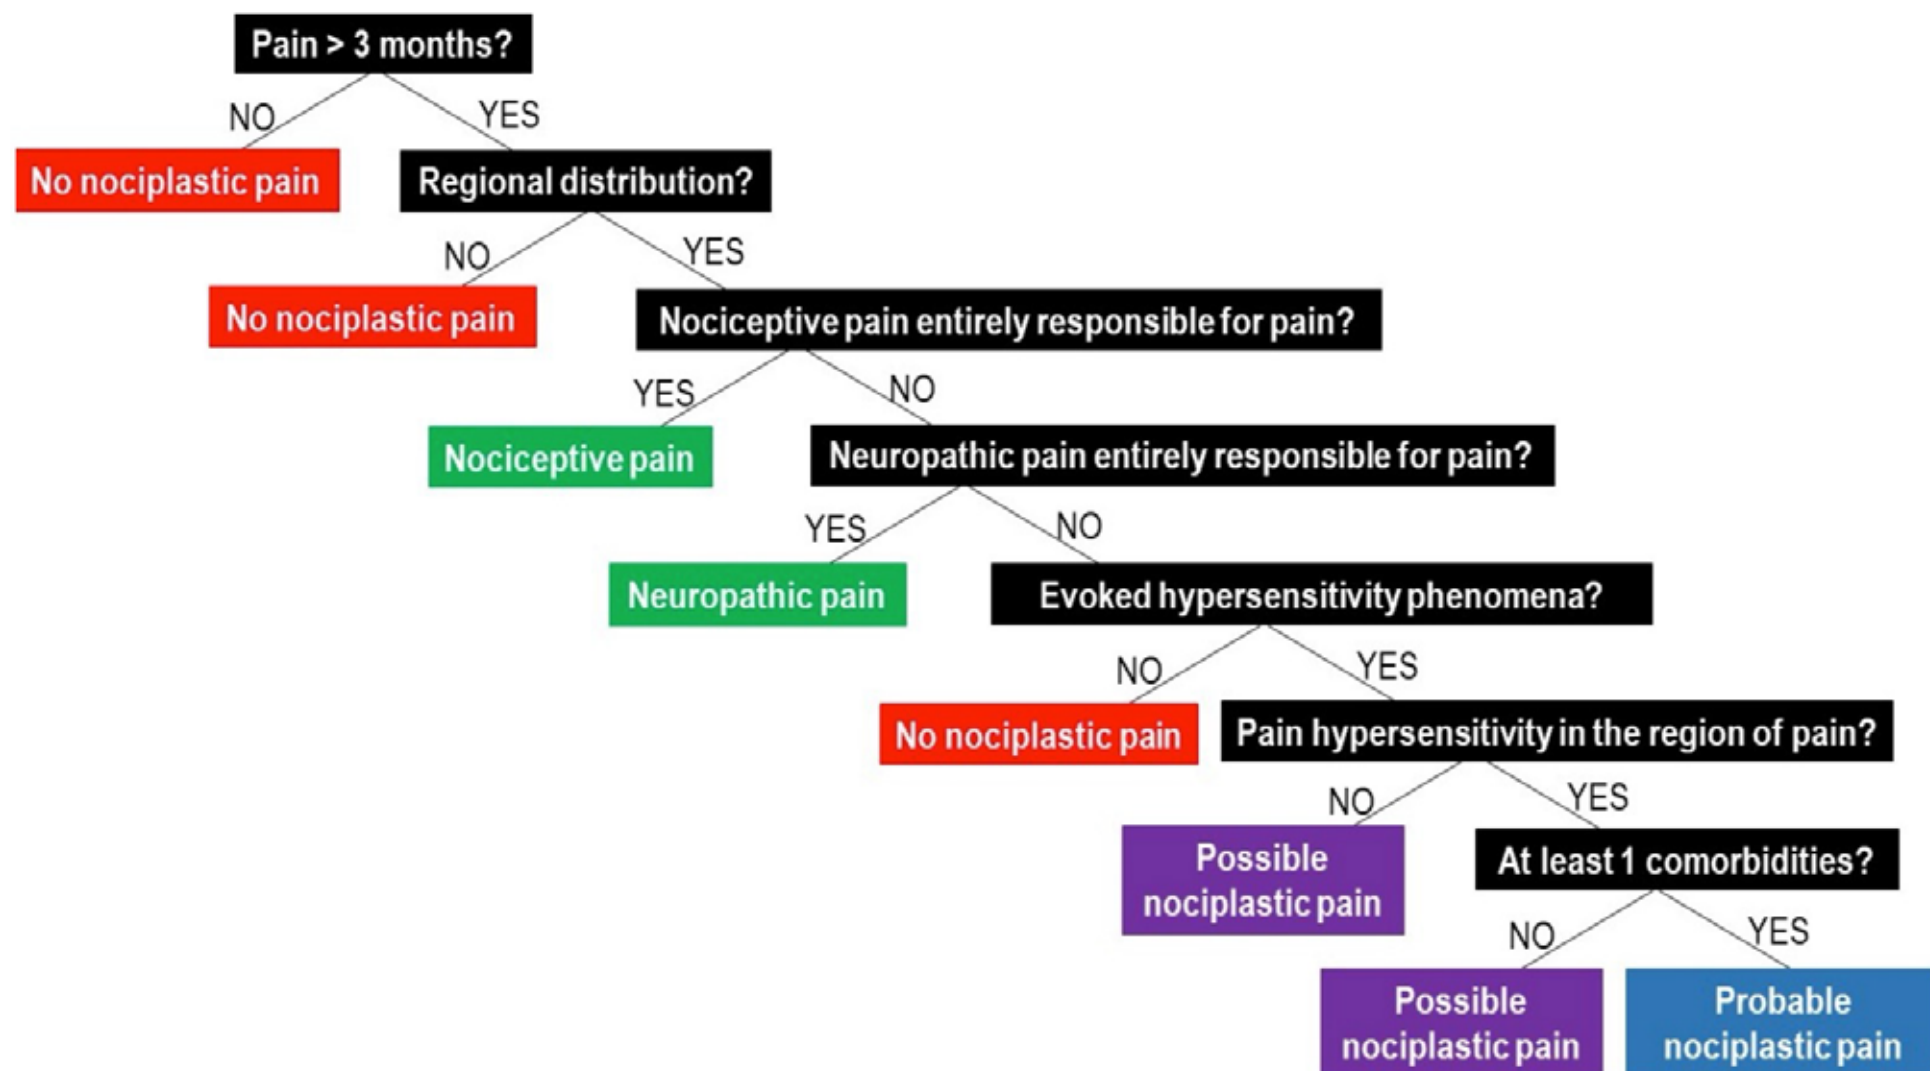 Pain > 3 months?
NO
YES
No nociplastic pain
Regional distribution?
NO
YES
No nociplastic pain
Nociceptive pain entirely responsible for pain?
YES
NO
Nociceptive pain
Neuropathic pain entirely responsible for pain?
YES
NO
Neuropathic pain
Evoked hypersensitivity phenomena?
NO
YES
No nociplastic pain
Pain hypersensitivity in the region of pain?
NO
YES
Possible
nociplastic pain
At least 1 comorbidities?
NO
YES
Possible
nociplastic pain
Probable
nociplastic pain